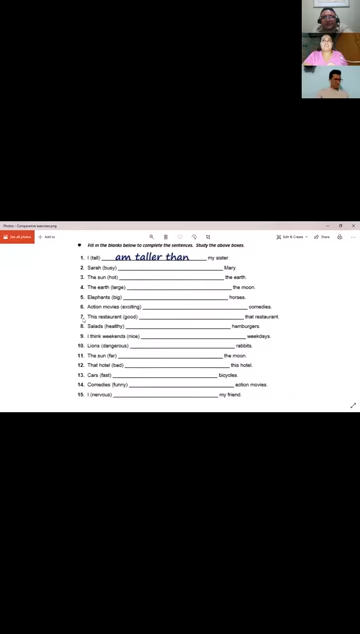 Photos - Comparative exercises.png
See all photos + Add to Edit & Create Share
Fill in the blanks below to complete the sentences. Study the above boxes.
1. I (tall) am taller than my sister
2. Sarah (busy) Mary.
3. The sun (hot) the earth.
4. The earth (large) the moon.
5. Elephants (big) horses.
6. Action movies (exciting) comedies.
7. This restaurant (good) that restaurant.
8. Salads (healthy) hamburgers
9. I think weekends (nice) weekdays.
10. Lions (dangerous) rabbits.
11. The sun (far) the moon.
12. That hotel (bad) this hotel.
13. Cars (fast) bicycles.
14. Comedies (funny) action movies.
15. I (nervous) my friend.